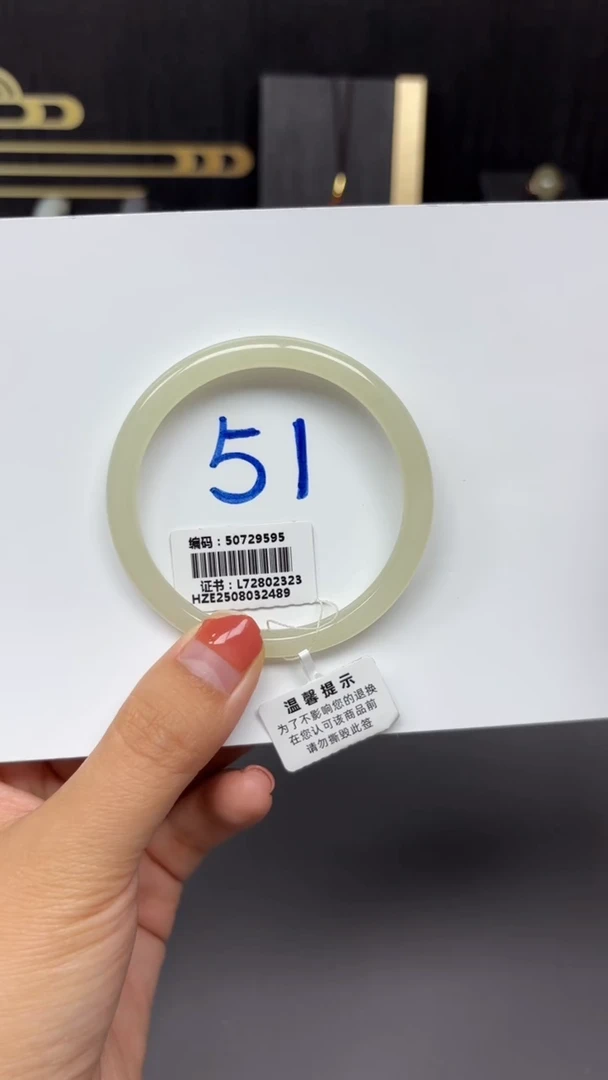 51
编码：50729595
证书：L72802323
HZE2508032489
温馨提示
为了不影响您的退换
在您认可该商品前
请勿撕毁此签